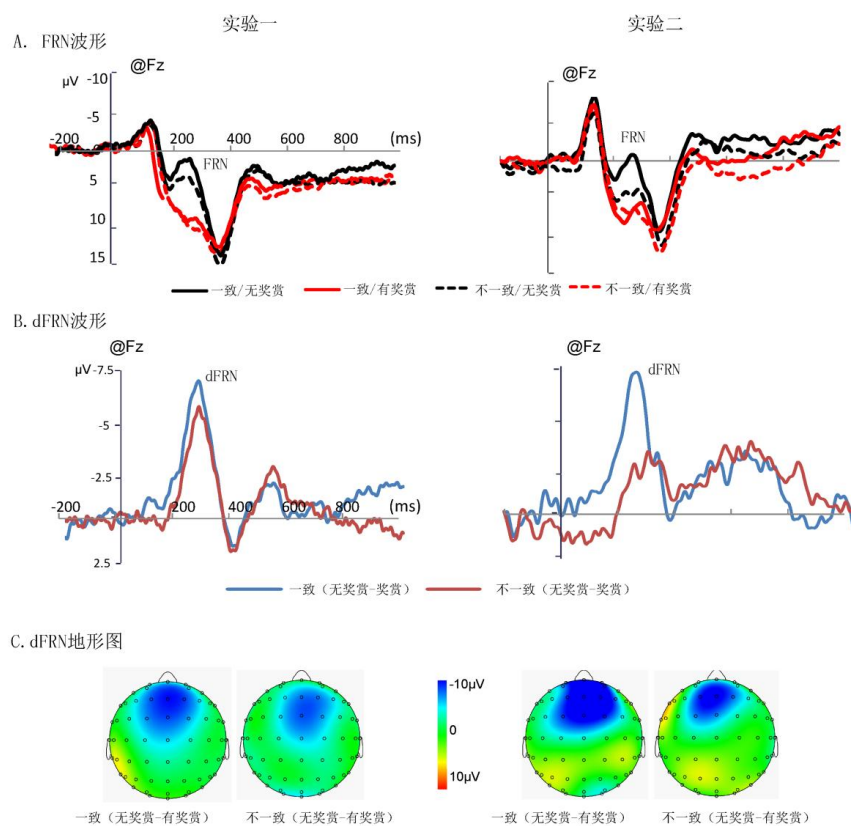 实验一 实验二
A. FRN波形
@Fz @Fz
μV -10
-5
-200 200 400 600 800 (ms)
FRN FRN
5
10
15
一致/无奖赏 一致/有奖赏 不一致/无奖赏 不一致/有奖赏
B.dFRN波形
@Fz @Fz
μV -7.5
dFRN dFRN
-5
-2.5
-200 200 400 600 800 (ms)
2.5
一致（无奖赏-奖赏） 不一致（无奖赏-奖赏）
C.dFRN地形图
-10μV
0
10μV
一致（无奖赏-有奖赏） 不一致（无奖赏-有奖赏） 一致（无奖赏-有奖赏） 不一致（无奖赏-有奖赏）